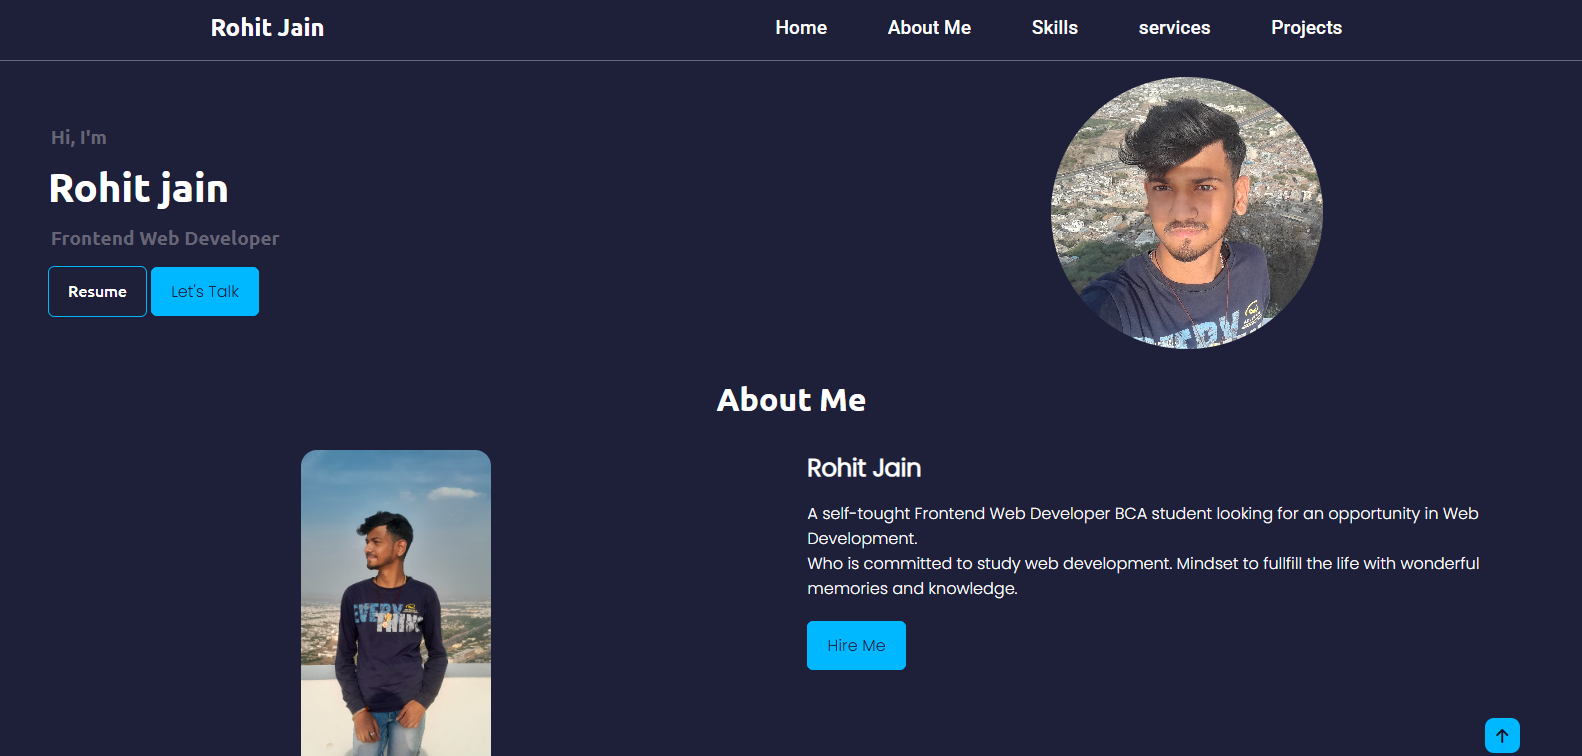 Rohit Jain
Home
About Me
Skills
services
Projects
Hi, I'm
Rohit jain
Frontend Web Developer
Resume
Let's Talk
About Me
Rohit Jain
A self-tought Frontend Web Developer BCA student looking for an opportunity in Web
Development.
Who is committed to study web development. Mindset to fullfill the life with wonderful
memories and knowledge.
Hire Me
EVERY